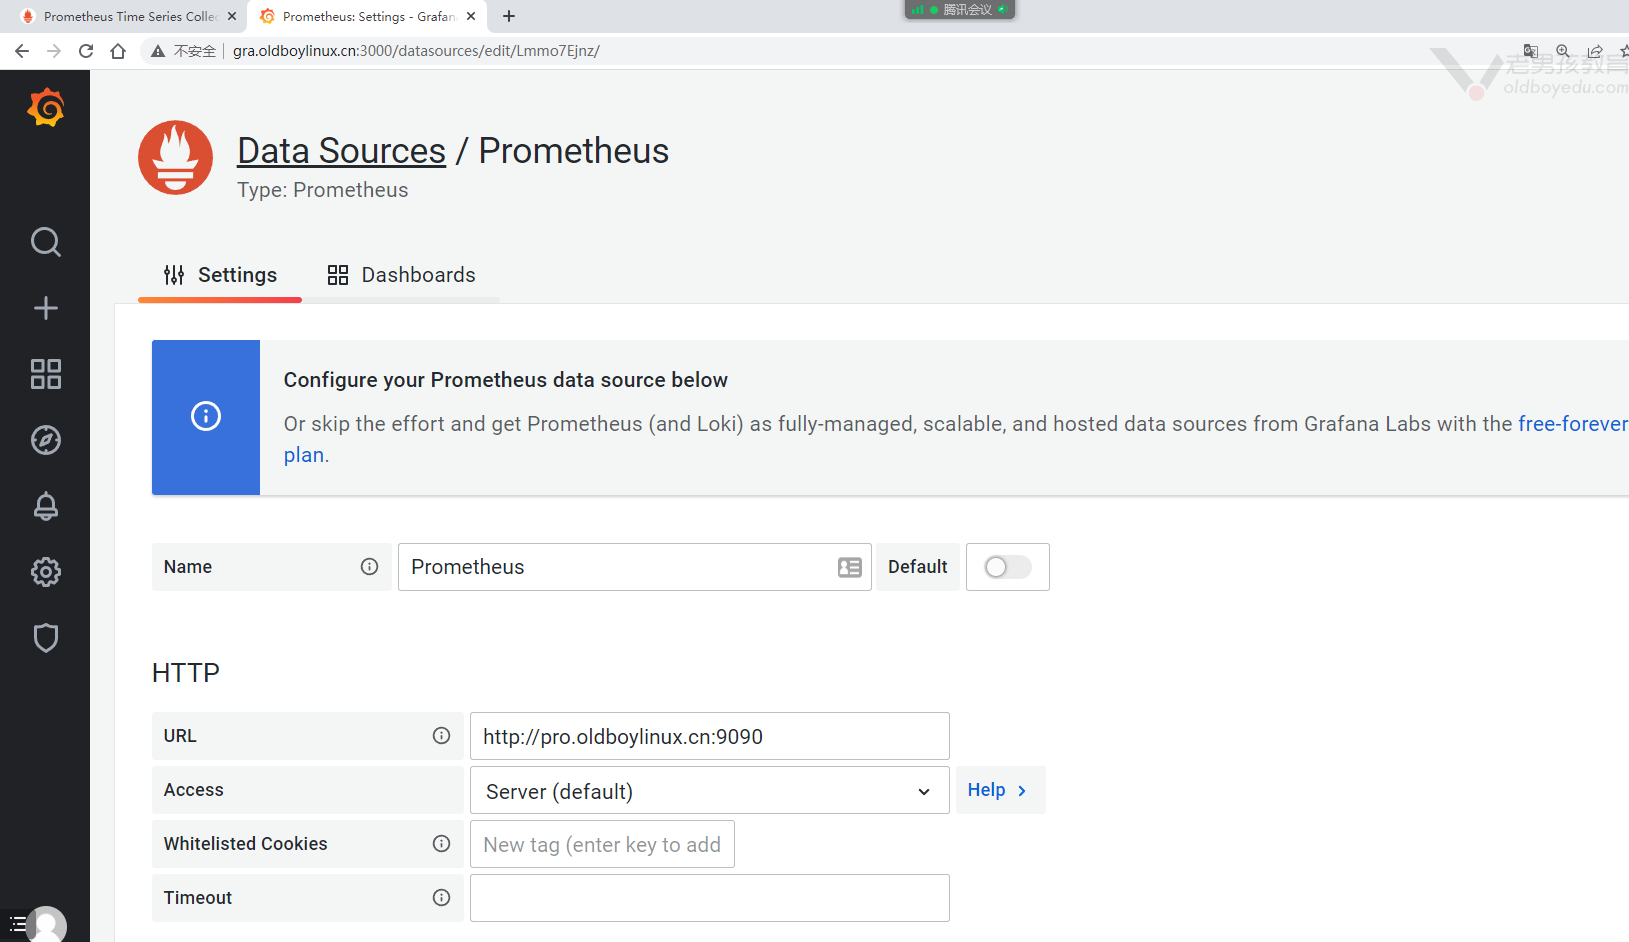 Prometheus Time Series Collec
Prometheus: Settings - Grafana
腾讯会议
不安全
gra.oldboylinux.cn:3000/datasources/edit/Lmmo7Ejnz/
老男孩教育
oldboyedu.com
Data Sources / Prometheus
Type: Prometheus
Settings
Dashboards
Configure your Prometheus data source below
Or skip the effort and get Prometheus (and Loki) as fully-managed, scalable, and hosted data sources from Grafana Labs with the free-forever
plan.
Name
Prometheus
Default
HTTP
URL
http://pro.oldboylinux.cn:9090
Access
Server (default)
Help
Whitelisted Cookies
New tag (enter key to add
Timeout